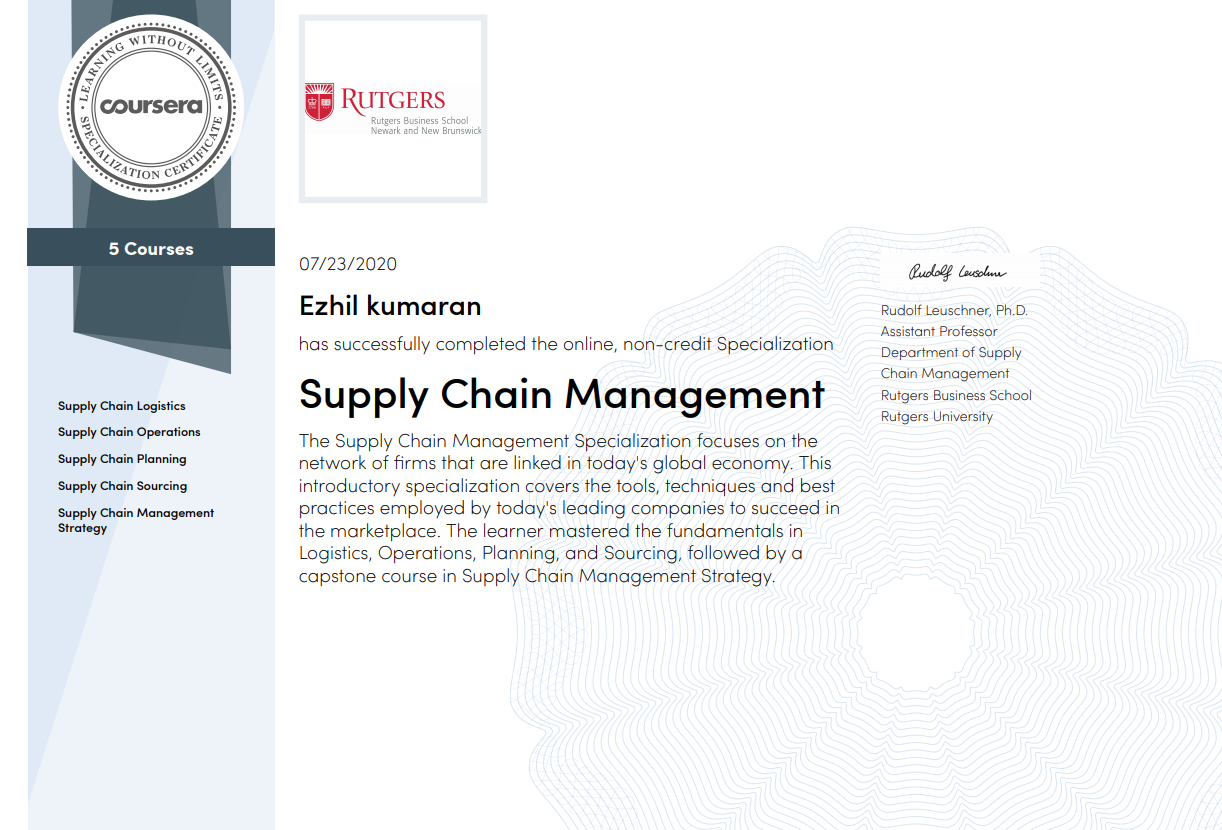 LEARNING WITHOUT LIMITS
coursera
SPECIALIZATION CERTIFICATE
5 Courses
Supply Chain Logistics
Supply Chain Operations
Supply Chain Planning
Supply Chain Sourcing
Supply Chain Management
Strategy
RUTGERS
Rutgers Business School
Newark and New Brunswick
07/23/2020
Ezhil kumaran
has successfully completed the online, non-credit Specialization
Supply Chain Management
The Supply Chain Management Specialization focuses on the
network of firms that are linked in today's global economy. This
introductory specialization covers the tools, techniques and best
practices employed by today's leading companies to succeed in
the marketplace. The learner mastered the fundamentals in
Logistics, Operations, Planning, and Sourcing, followed by a
capstone course in Supply Chain Management Strategy.
Rudolf Leuschner
Rudolf Leuschner, Ph.D.
Assistant Professor
Department of Supply
Chain Management
Rutgers Business School
Rutgers University